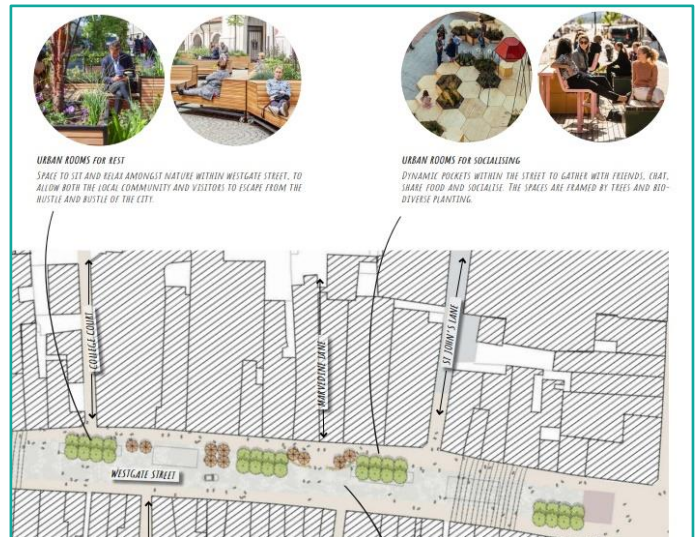 URBAN ROOMS FOR REST
SPACE TO SIT AND RELAX AMONGST NATURE WITHIN WESTGATE STREET, TO
ALLOW BOTH THE LOCAL COMMUNITY AND VISITORS TO ESCAPE FROM THE
HUSTLE AND BUSTLE OF THE CITY.
URBAN ROOMS FOR SOCIALISING
DYNAMIC POCKETS WITHIN THE STREET TO GATHER WITH FRIENDS, CHAT,
SHARE FOOD AND SOCIALISE. THE SPACES ARE FRAMED BY TREES AND BIO-
DIVERSE PLANTING.
COLLEGE COURT
MARVEDINE LANE
ST JOHN'S LANE
WESTGATE STREET